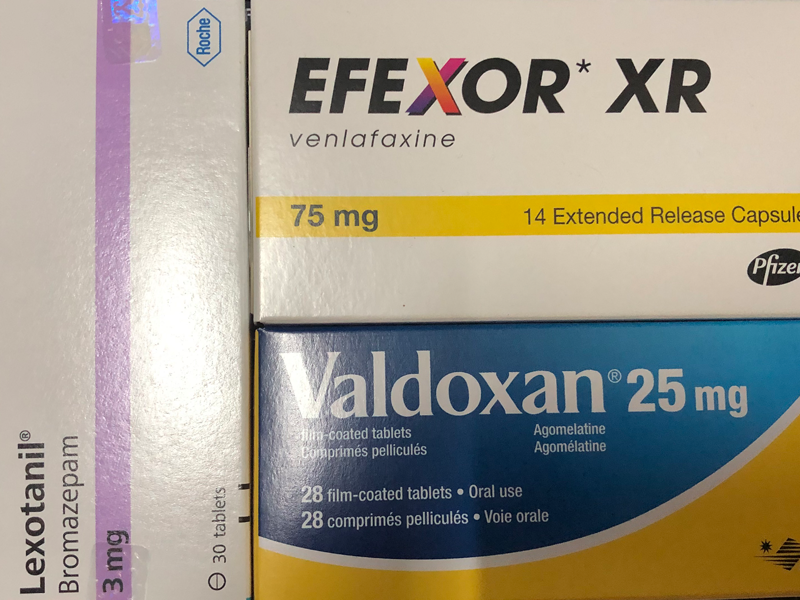 Roche
Lexotanil®
Bromazepam
3 mg
30 tablets
EFEXOR* XR
venlafaxine
75 mg
14 Extended Release Capsule
Pfizer
Valdoxan® 25 mg
film-coated tablets
Comprimés pelliculés
Agomelatine
Agomélatine
28 film-coated tablets • Oral use
28 comprimés pelliculés • Voie orale